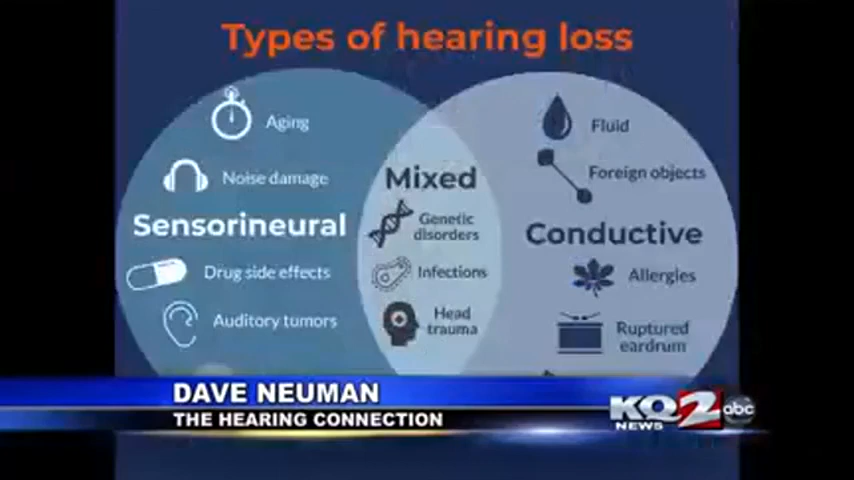 Types of hearing loss
Aging
Noise damage
Sensorineural
Drug side effects
Auditory tumors
Mixed
Genetic
disorders
Infections
Head
trauma
Fluid
Foreign objects
Conductive
Allergies
Ruptured
eardrum
DAVE NEUMAN
THE HEARING CONNECTION
KQ2
NEWS
abc